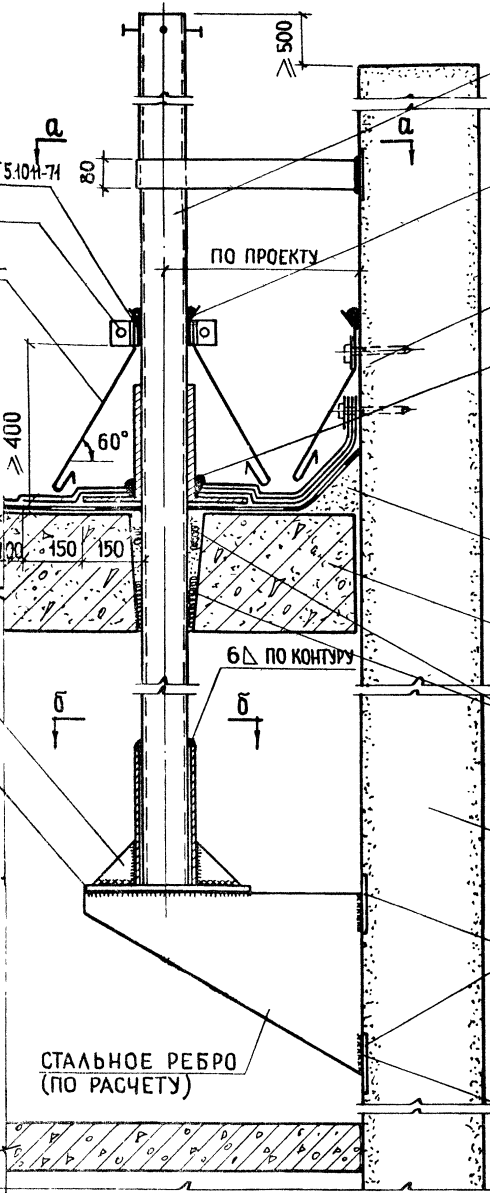 ≥500
а
а
5.1011-71
80
ПО ПРОЕКТУ
≥400
60°
150
150
6⊿ ПО КОНТУРУ
б
б
СТАЛЬНОЕ РЕБРО
(ПО РАСЧЕТУ)